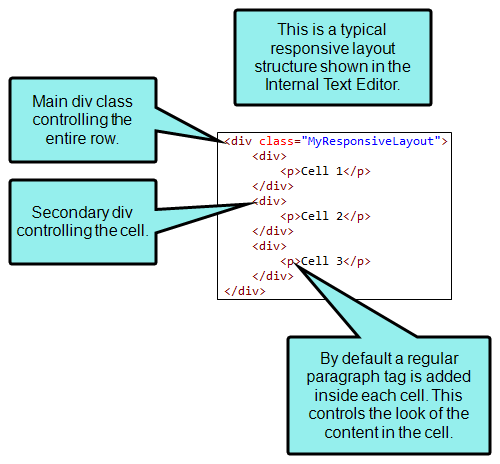 This is a typical
responsive layout
structure shown in the
Internal Text Editor.
Main div class
controlling the
entire row.
<div class="MyResponsiveLayout">
<div>
<p>Cell 1</p>
</div>
<div>
<p>Cell 2</p>
</div>
<div>
<p>Cell 3</p>
</div>
</div>
Secondary div
controlling the cell.
By default a regular
paragraph tag is added
inside each cell. This
controls the look of the
content in the cell.